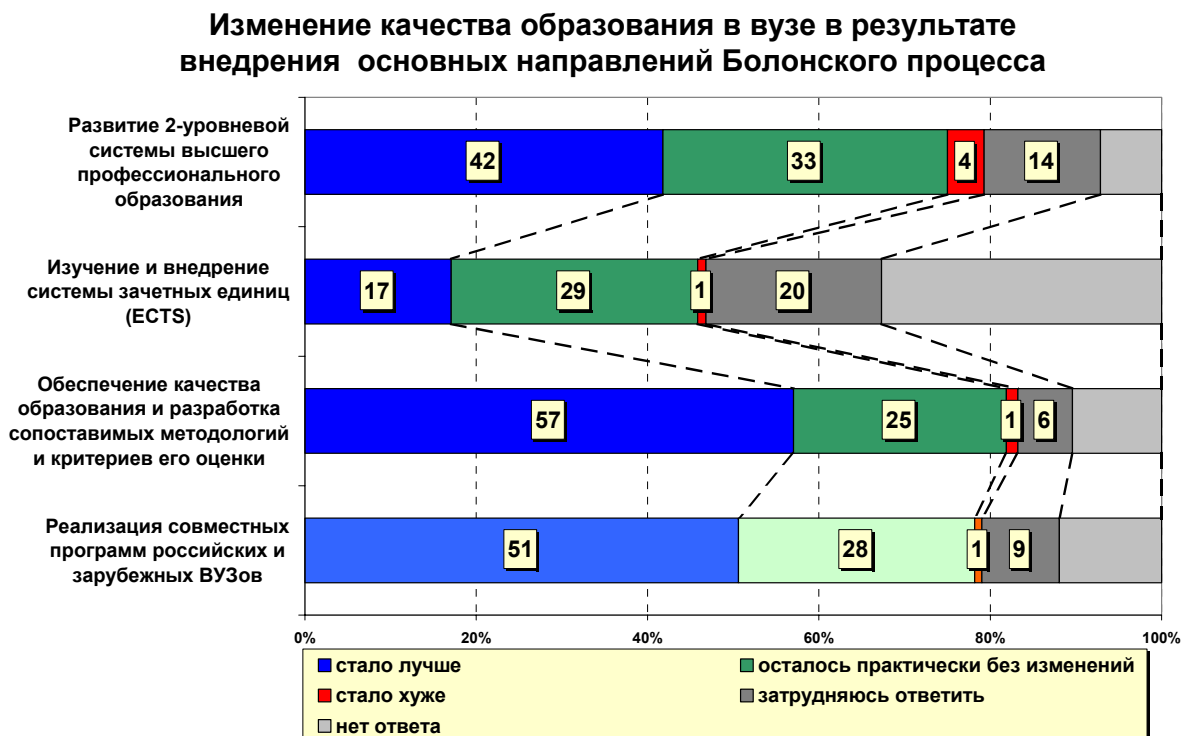 Изменение качества образования в вузе в результате
внедрения основных направлений Болонского процесса
Развитие 2-уровневой
системы высшего
профессионального
образования
42 33 4 14
Изучение и внедрение
системы зачетных единиц
(ECTS)
17 29 1 20
Обеспечение качества
образования и разработка
сопоставимых методологий
и критериев его оценки
57 25 1 6
Реализация совместных
программ российских и
зарубежных ВУЗов
51 28 1 9
0% 20% 40% 60% 80% 100%
стало лучше
осталось практически без изменений
стало хуже
затрудняюсь ответить
нет ответа